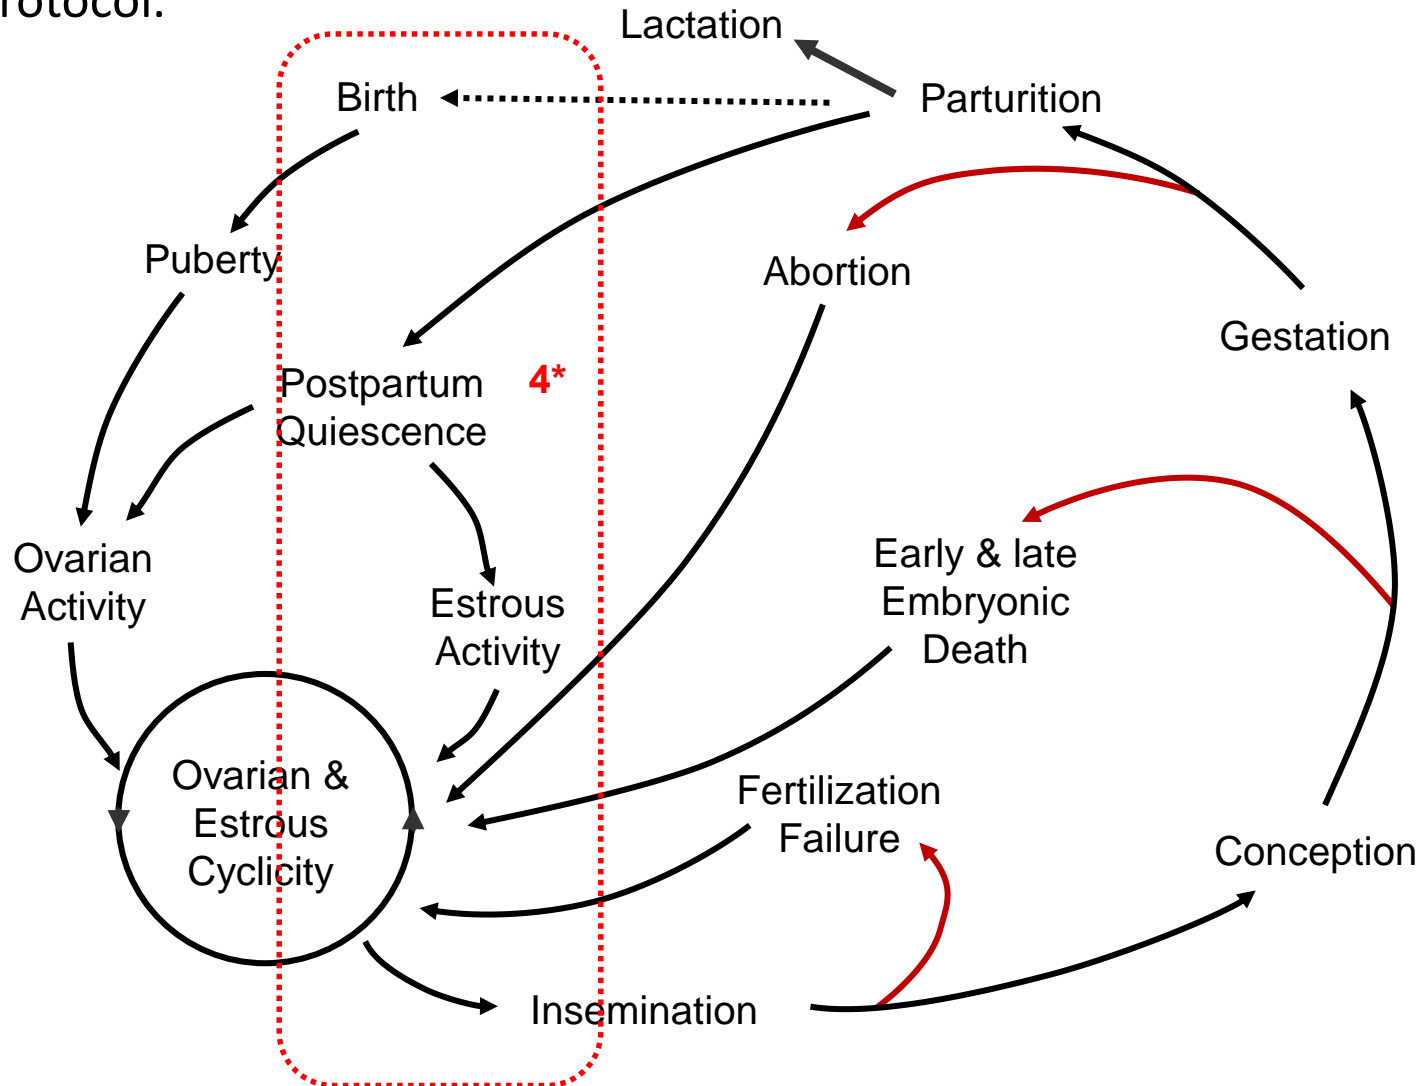 rotocol.
Lactation
Birth
Parturition
Puberty
Abortion
Gestation
Postpartum
Quiescence
4*
Ovarian
Activity
Estrous
Activity
Early & late
Embryonic
Death
Ovarian &
Estrous
Cyclicity
Fertilization
Failure
Conception
Insemination